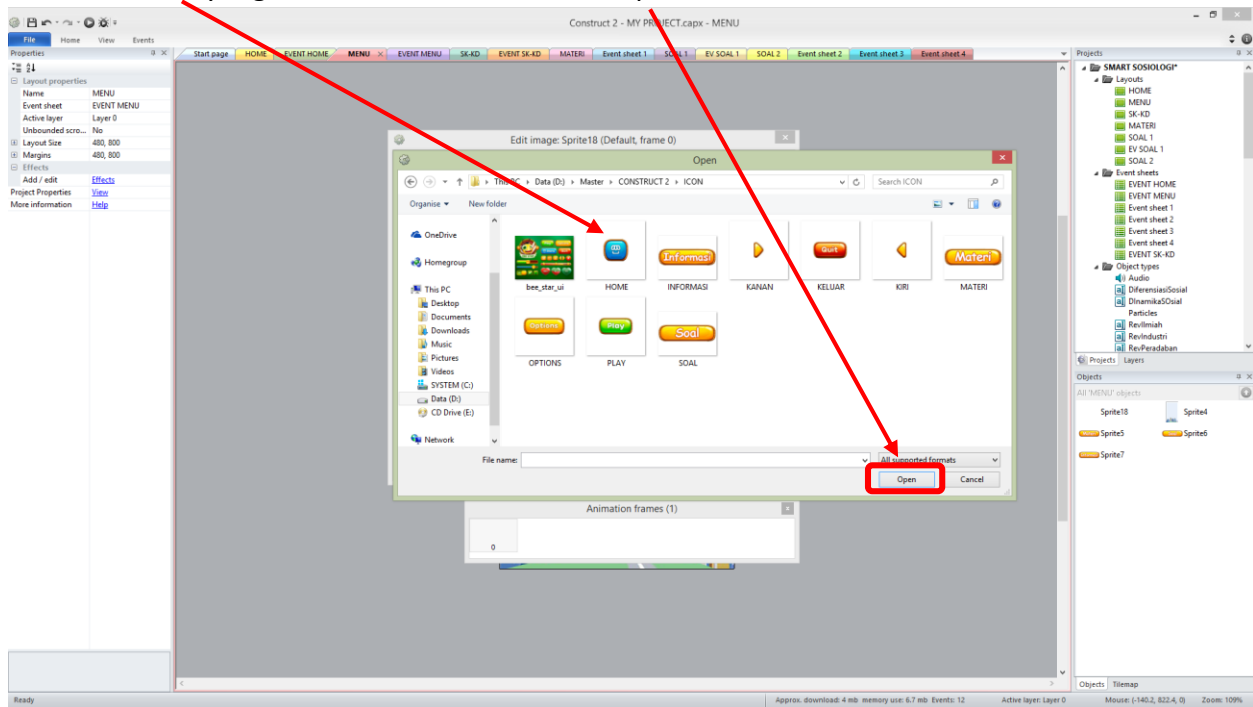 Construct 2 - MY PROJECT.capx - MENU
File Home View Events
Properties
Start page HOME EVENT HOME MENU EVENT MENU SK-KD EVENT SK-KD MATERI Event sheet 1 SOAL 1 EV SOAL 1 SOAL 2 Event sheet 2 Event sheet 3 Event sheet 4
Layout properties
Name MENU
Event sheet EVENT MENU
Active layer Layer 0
Unbounded scro... No
Layout Size 480, 800
Margins 480, 800
Effects
Add / edit Effects
Project Properties View
More information Help
Edit image: Sprite18 (Default, frame 0)
Open
This PC Data (D:) Master CONSTRUCT 2 ICON
Search ICON
Organise New folder
OneDrive
Homegroup
This PC
Desktop
Documents
Downloads
Music
Pictures
Videos
SYSTEM (C:)
Data (D:)
CD Drive (E:)
Network
Informasi
Quit
Materi
bee_star_ui HOME INFORMASI KANAN KELUAR KIRI MATERI
Options
Play
Soal
OPTIONS PLAY SOAL
File name:
All supported formats
Open Cancel
Animation frames (1)
0
Projects
SMART SOSIOLOGI*
Layouts
HOME
MENU
SK-KD
MATERI
SOAL 1
EV SOAL 1
SOAL 2
Event sheets
EVENT HOME
EVENT MENU
Event sheet 1
Event sheet 2
Event sheet 3
Event sheet 4
EVENT SK-KD
Object types
Audio
DiferensiasiSosial
DInamikaSOsial
Particles
RevIlmiah
RevIndustri
RevPeradaban
Projects Layers
Objects
All 'MENU' objects
Sprite18 Sprite4
Sprite5 Sprite6
Sprite7
Objects Tilemap
Ready
Approx. download: 4 mb memory use: 6.7 mb Events: 12 Active layer: Layer 0 Mouse: (-140.2, 822.4, 0) Zoom: 109%